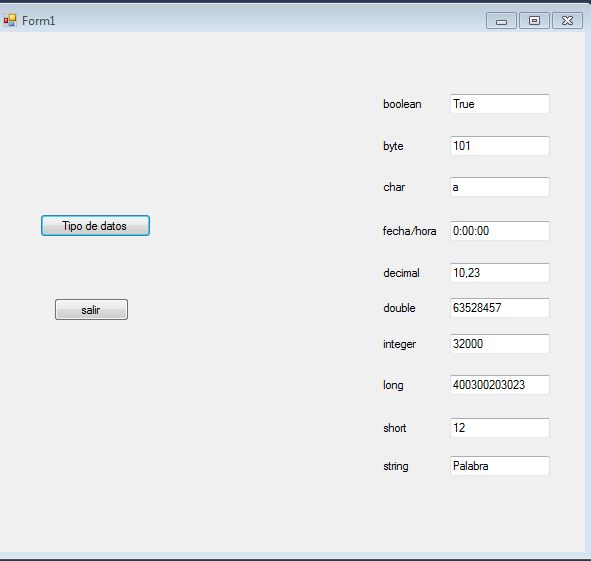 Form1
boolean True
byte 101
char a
Tipo de datos
fecha/hora 0:00:00
decimal 10,23
salir
double 63528457
integer 32000
long 400300203023
short 12
string Palabra